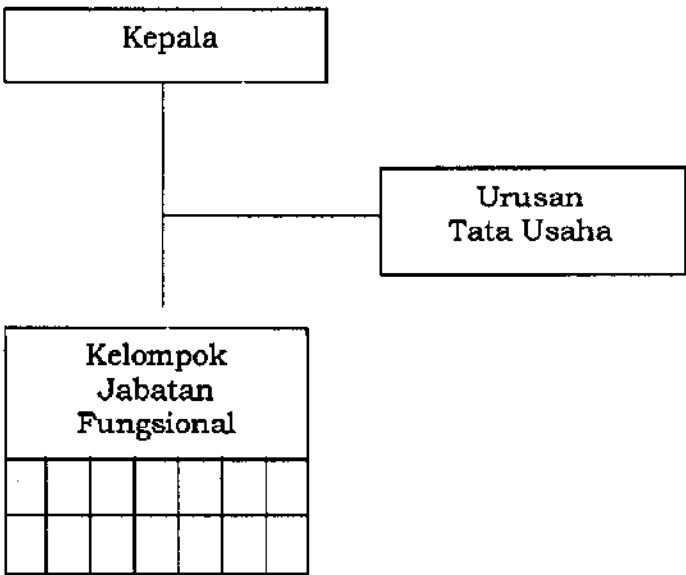 Kepala
Urusan
Tata Usaha
Kelompok
Jabatan
Fungsional